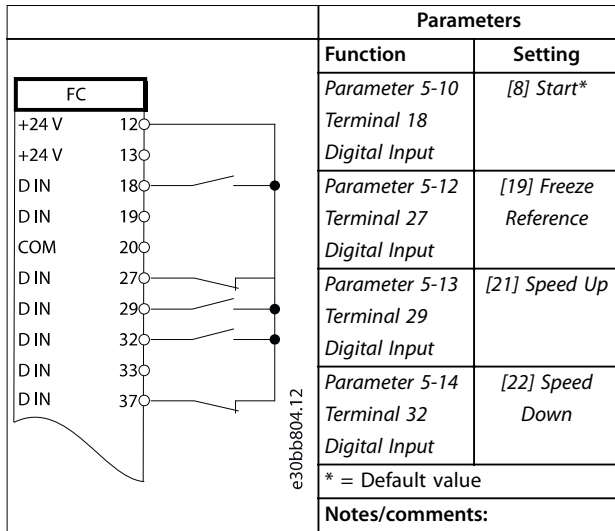 Parameters
Function Setting
FC
+24 V 12
+24 V 13
D IN 18
D IN 19
COM 20
D IN 27
D IN 29
D IN 32
D IN 33
D IN 37
e30bb804.12
Parameter 5-10 [8] Start*
Terminal 18
Digital Input
Parameter 5-12 [19] Freeze
Terminal 27 Reference
Digital Input
Parameter 5-13 [21] Speed Up
Terminal 29
Digital Input
Parameter 5-14 [22] Speed
Terminal 32 Down
Digital Input
* = Default value
Notes/comments: